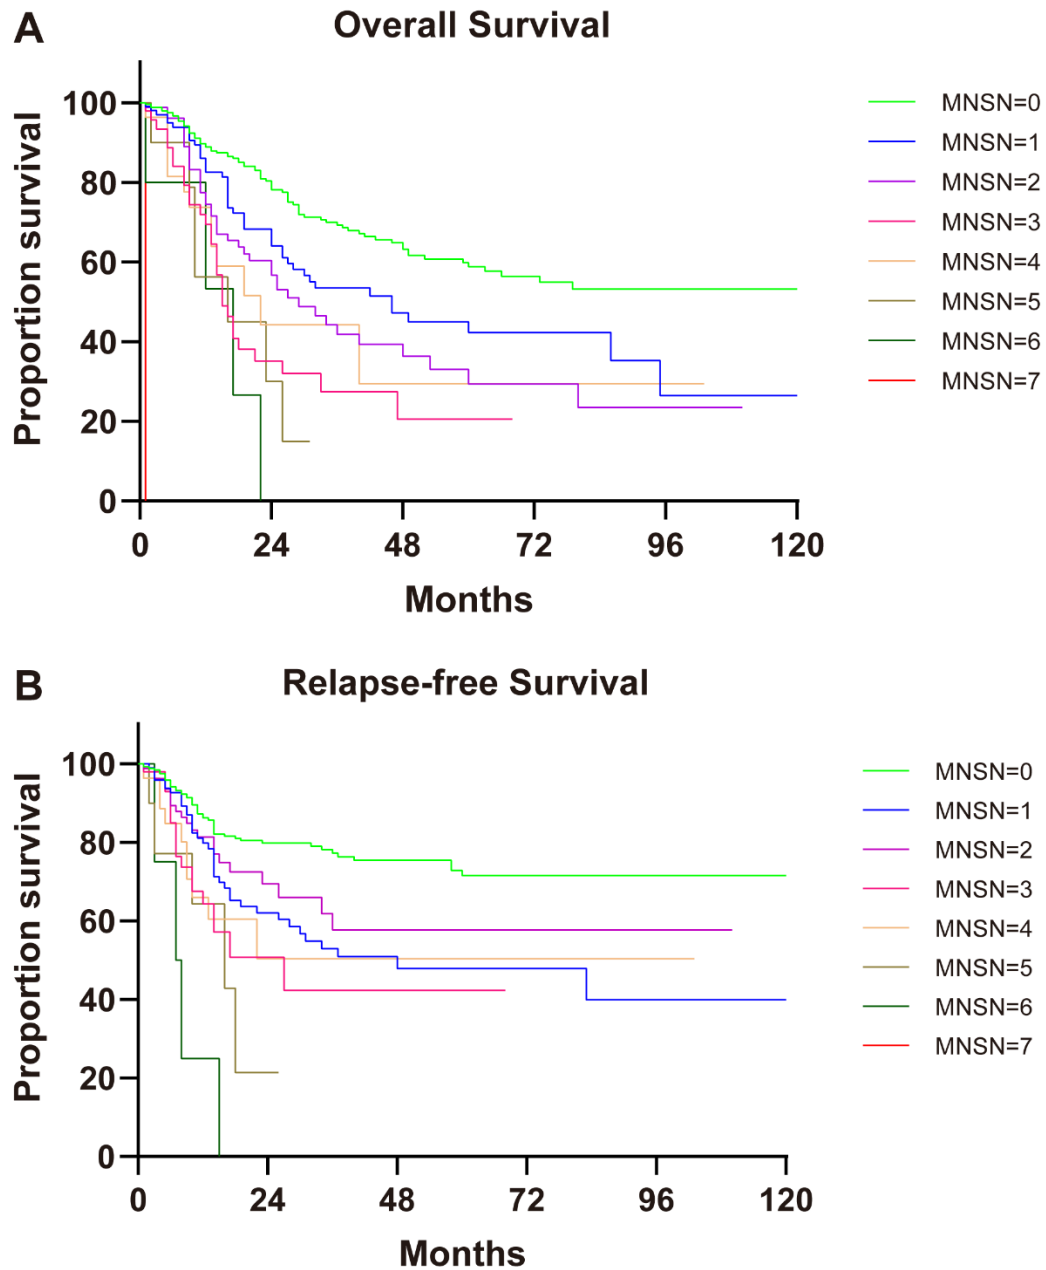 A
Overall Survival
Proportion survival
100
80
60
40
20
0
0 24 48 72 96 120
Months
MNSN=0
MNSN=1
MNSN=2
MNSN=3
MNSN=4
MNSN=5
MNSN=6
MNSN=7
B
Relapse-free Survival
Proportion survival
100
80
60
40
20
0
0 24 48 72 96 120
Months
MNSN=0
MNSN=1
MNSN=2
MNSN=3
MNSN=4
MNSN=5
MNSN=6
MNSN=7